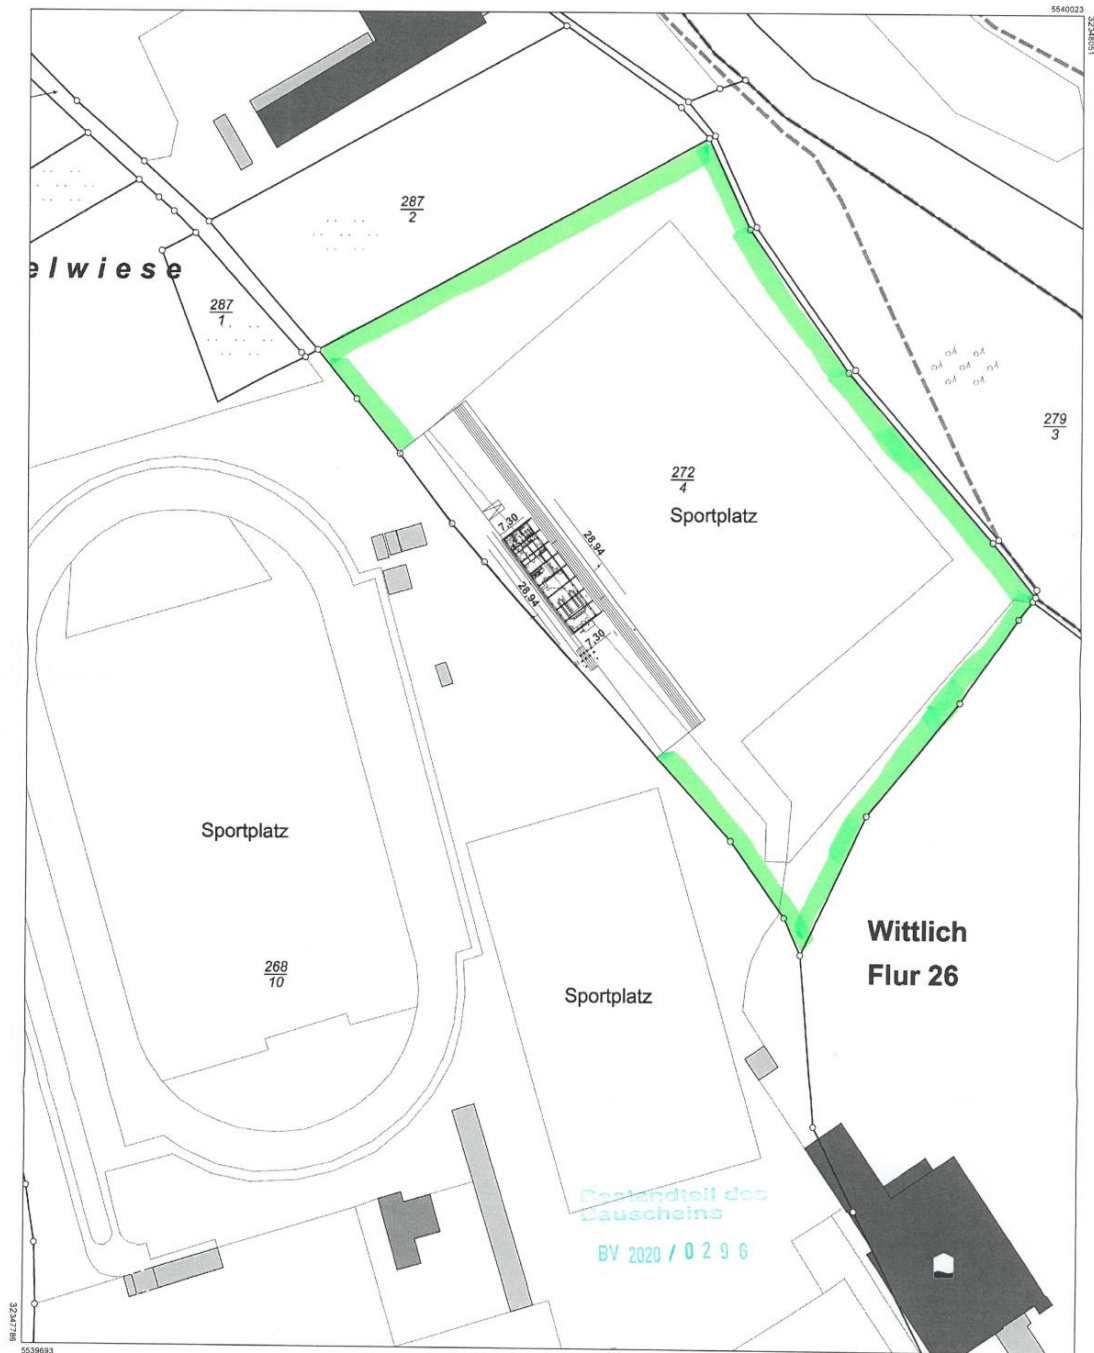 5540023
32348051
287
2
elwiese
287
1
279
3
272
4
Sportplatz
7,30
28,94
28,94
7,30
Sportplatz
Wittlich
Flur 26
268
10
Sportplatz
Bestandteil des
Bauscheins
BV 2020 / 0296
32347786
5539693